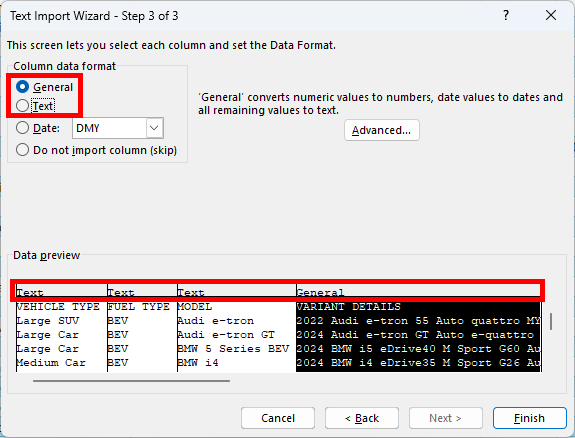 Text Import Wizard - Step 3 of 3
This screen lets you select each column and set the Data Format.
Column data format
General
Text
Date: DMY
Do not import column (skip)
'General' converts numeric values to numbers, date values to dates and
all remaining values to text.
Advanced...
Data preview
Text Text Text General
VEHICLE TYPE FUEL TYPE MODEL VARIANT DETAILS
Large SUV BEV Audi e-tron 2022 Audi e-tron 55 Auto quattro MY
Large Car BEV Audi e-tron GT 2024 Audi e-tron GT Auto e-quattro
Large Car BEV BMW 5 Series BEV 2024 BMW i5 eDrive40 M Sport G60 Au
Medium Car BEV BMW i4 2024 BMW i4 eDrive35 M Sport G26 Au
Cancel < Back Next > Finish